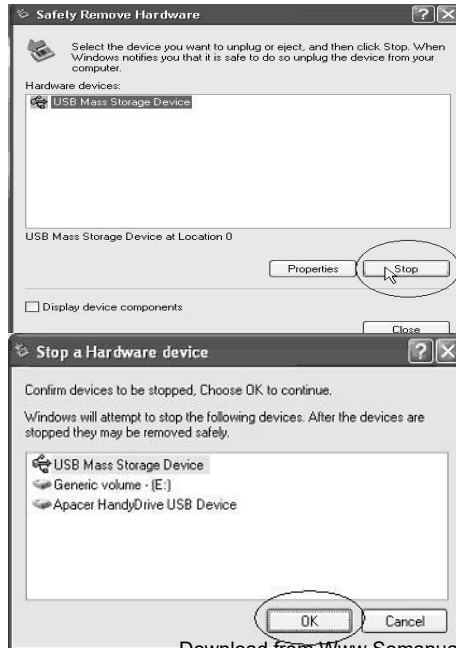 Safely Remove Hardware
Select the device you want to unplug or eject, and then click Stop. When
Windows notifies you that it is safe to do so unplug the device from your
computer.
Hardware devices:
USB Mass Storage Device
USB Mass Storage Device at Location 0
Properties
Stop
Display device components
Close
Stop a Hardware device
Confirm devices to be stopped, Choose OK to continue.
Windows will attempt to stop the following devices. After the devices are
stopped they may be removed safely.
USB Mass Storage Device
Generic volume - (E:)
Apacer HandyDrive USB Device
OK
Cancel
Download from Www.Somanua